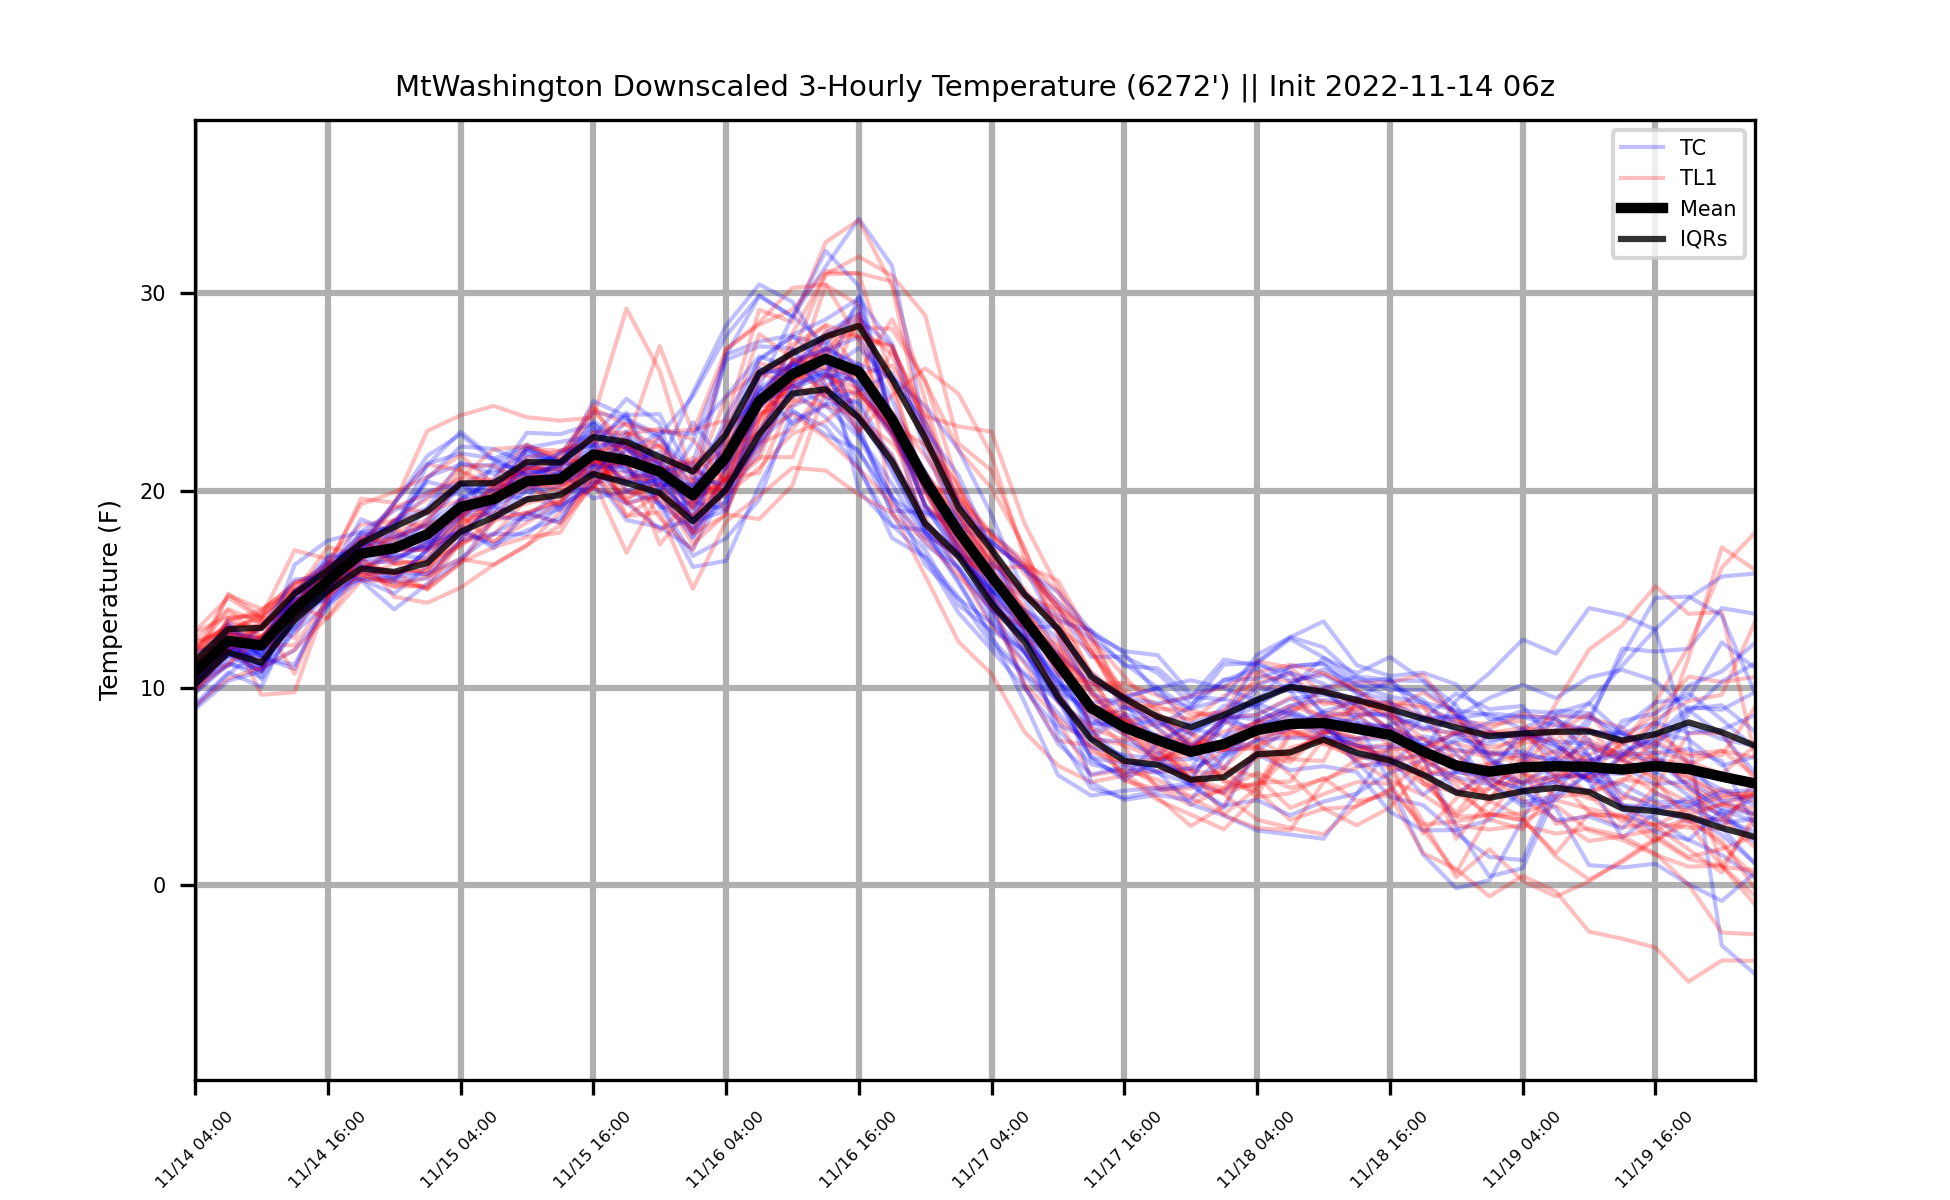 MtWashington Downscaled 3-Hourly Temperature (6272') || Init 2022-11-14 06z
TC
TL1
Mean
IQRs
Temperature (F)
30
20
10
0
11/14 04:00
11/14 16:00
11/15 04:00
11/15 16:00
11/16 04:00
11/16 16:00
11/17 04:00
11/17 16:00
11/18 04:00
11/18 16:00
11/19 04:00
11/19 16:00